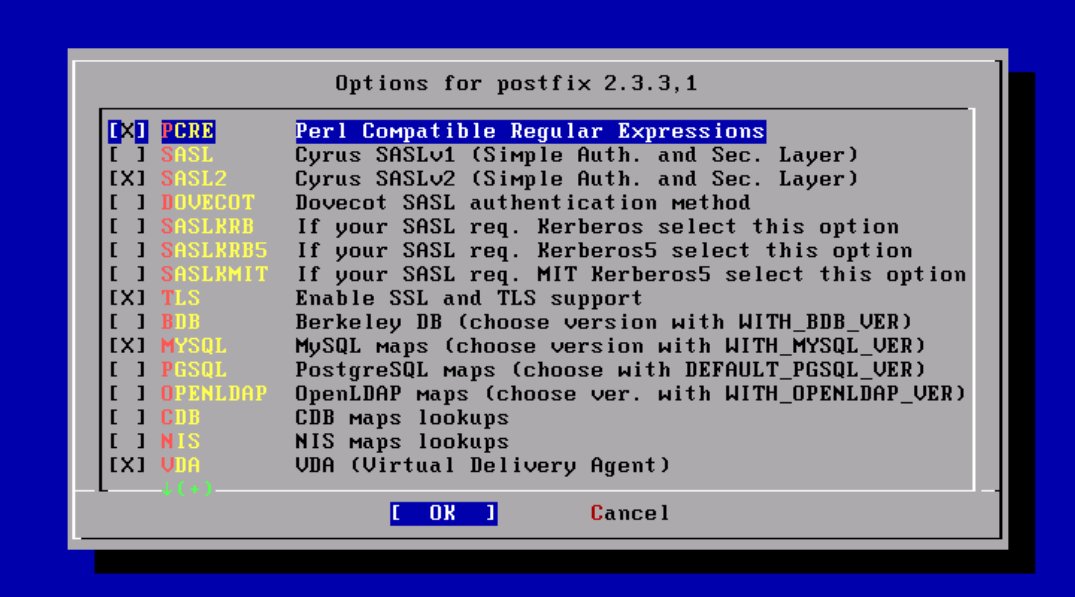 Options for postfix 2.3.3,1
[X] PCRE Perl Compatible Regular Expressions
[ ] SASL Cyrus SASLv1 (Simple Auth. and Sec. Layer)
[X] SASL2 Cyrus SASLv2 (Simple Auth. and Sec. Layer)
[ ] DOVECOT Dovecot SASL authentication method
[ ] SASLKRB If your SASL req. Kerberos select this option
[ ] SASLKRB5 If your SASL req. Kerberos5 select this option
[ ] SASLKMIT If your SASL req. MIT Kerberos5 select this option
[X] TLS Enable SSL and TLS support
[ ] BDB Berkeley DB (choose version with WITH_BDB_VER)
[X] MYSQL MySQL maps (choose version with WITH_MYSQL_VER)
[ ] PGSQL PostgreSQL maps (choose with DEFAULT_PGSQL_VER)
[ ] OPENLDAP OpenLDAP maps (choose ver. with WITH_OPENLDAP_VER)
[ ] CDB CDB maps lookups
[ ] NIS NIS maps lookups
[X] VDA VDA (Virtual Delivery Agent)
↓(+)
[ OK ] Cancel